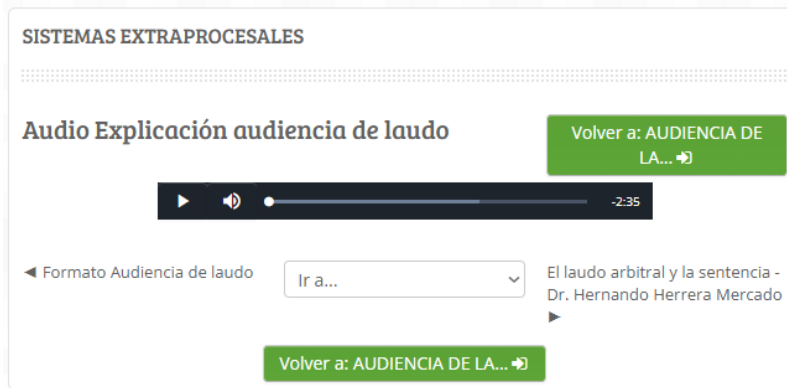 SISTEMAS EXTRAPROCESALES
Audio Explicación audiencia de laudo
Volver a: AUDIENCIA DE
LA...
-2:35
◄ Formato Audiencia de laudo
Ir a...
El laudo arbitral y la sentencia -
Dr. Hernando Herrera Mercado
►
Volver a: AUDIENCIA DE LA...